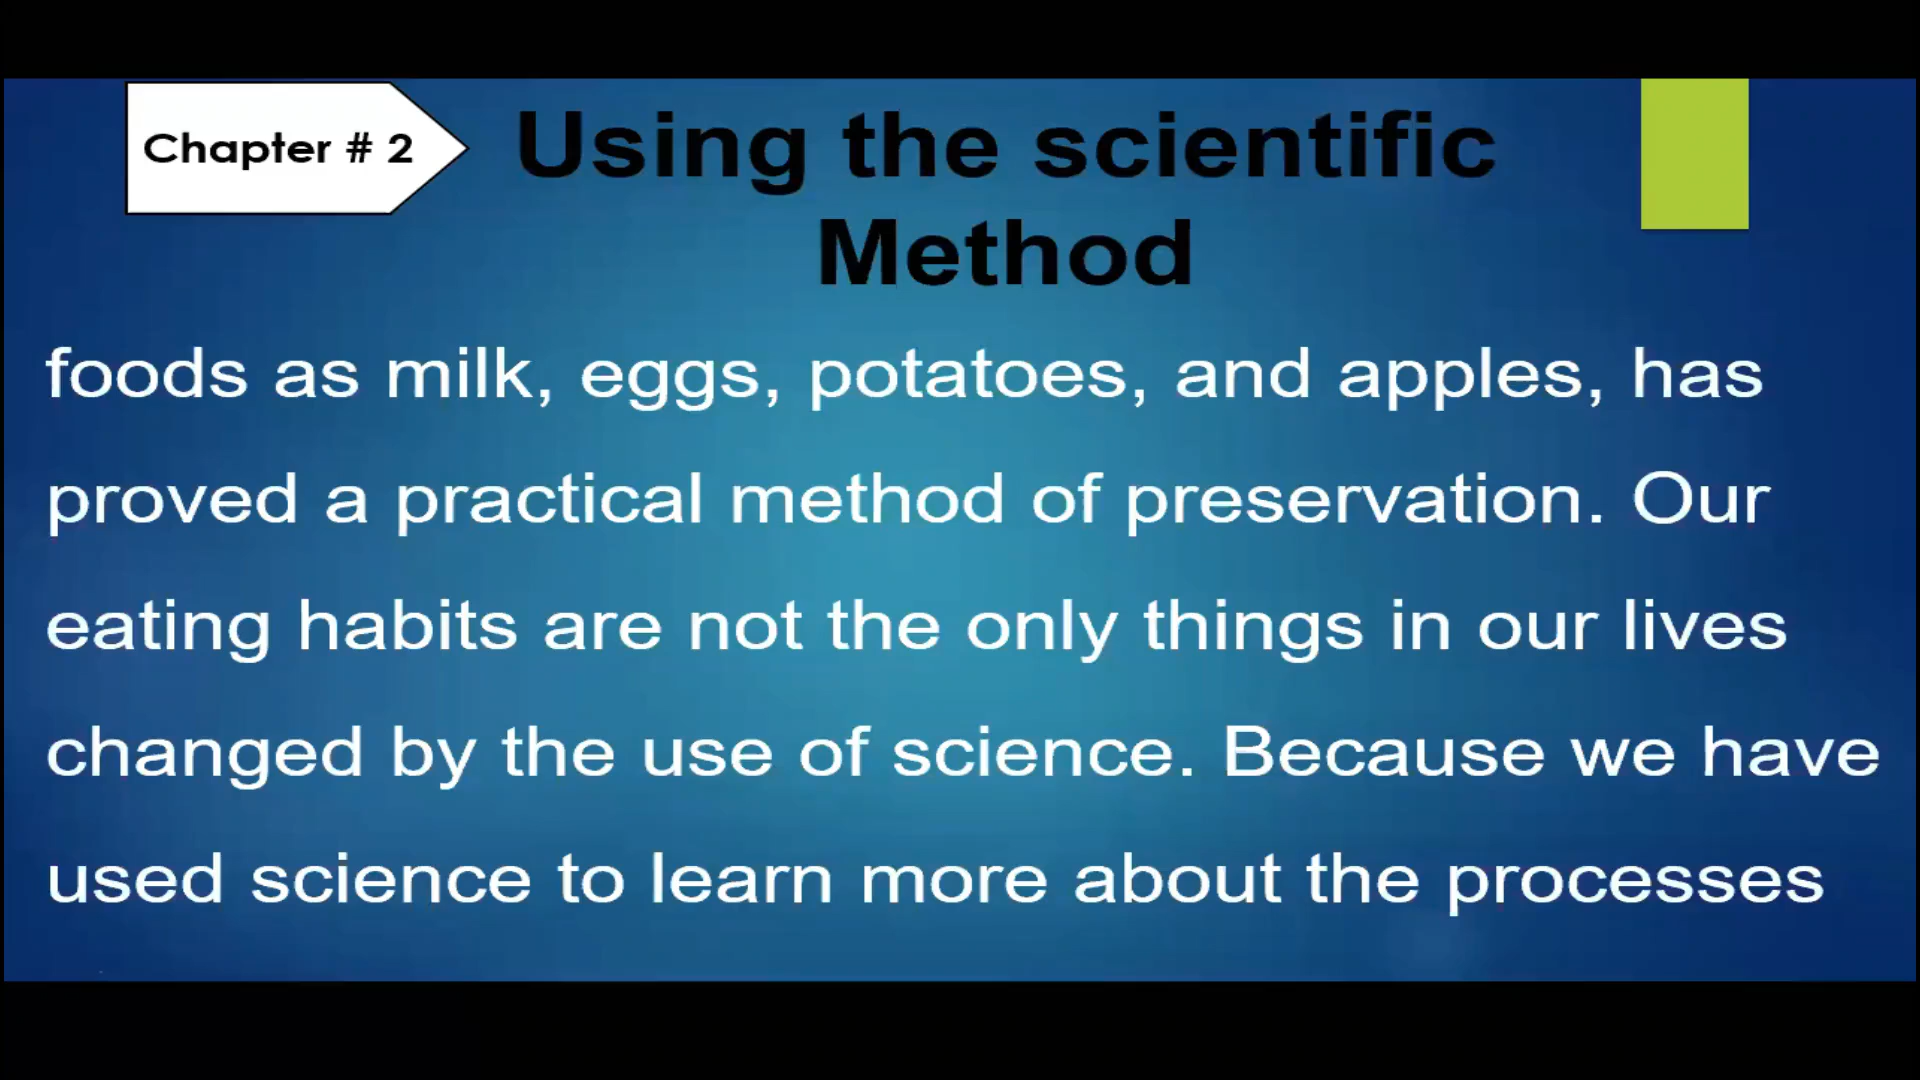 Chapter # 2
Using the scientific
Method
foods as milk, eggs, potatoes, and apples, has
proved a practical method of preservation. Our
eating habits are not the only things in our lives
changed by the use of science. Because we have
used science to learn more about the processes